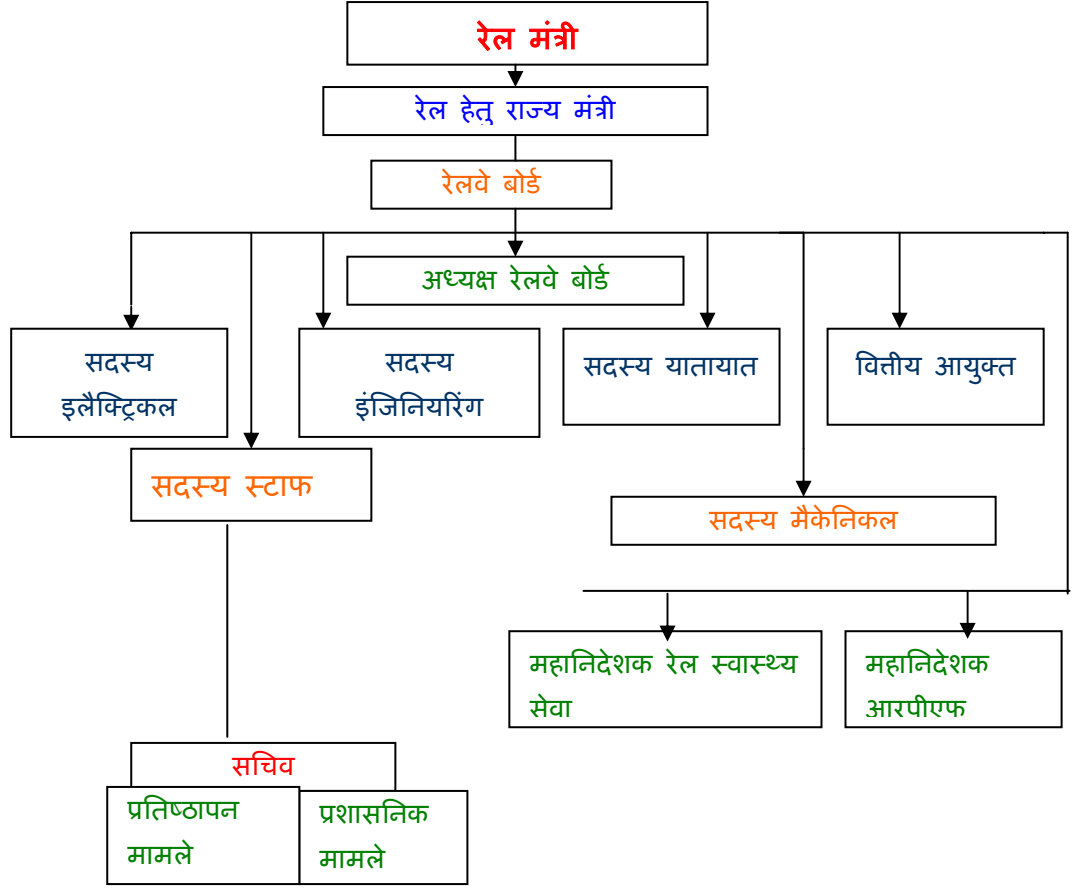 रेल मंत्री
रेल हेतु राज्य मंत्री
रेलवे बोर्ड
अध्यक्ष रेलवे बोर्ड
सदस्य
इलैक्ट्रिकल
सदस्य
इंजिनियरिंग
सदस्य यातायात
वित्तीय आयुक्त
सदस्य स्टाफ
सदस्य मैकेनिकल
महानिदेशक रेल स्वास्थ्य
सेवा
महानिदेशक
आरपीएफ
सचिव
प्रतिष्ठापन
मामले
प्रशासनिक
मामले